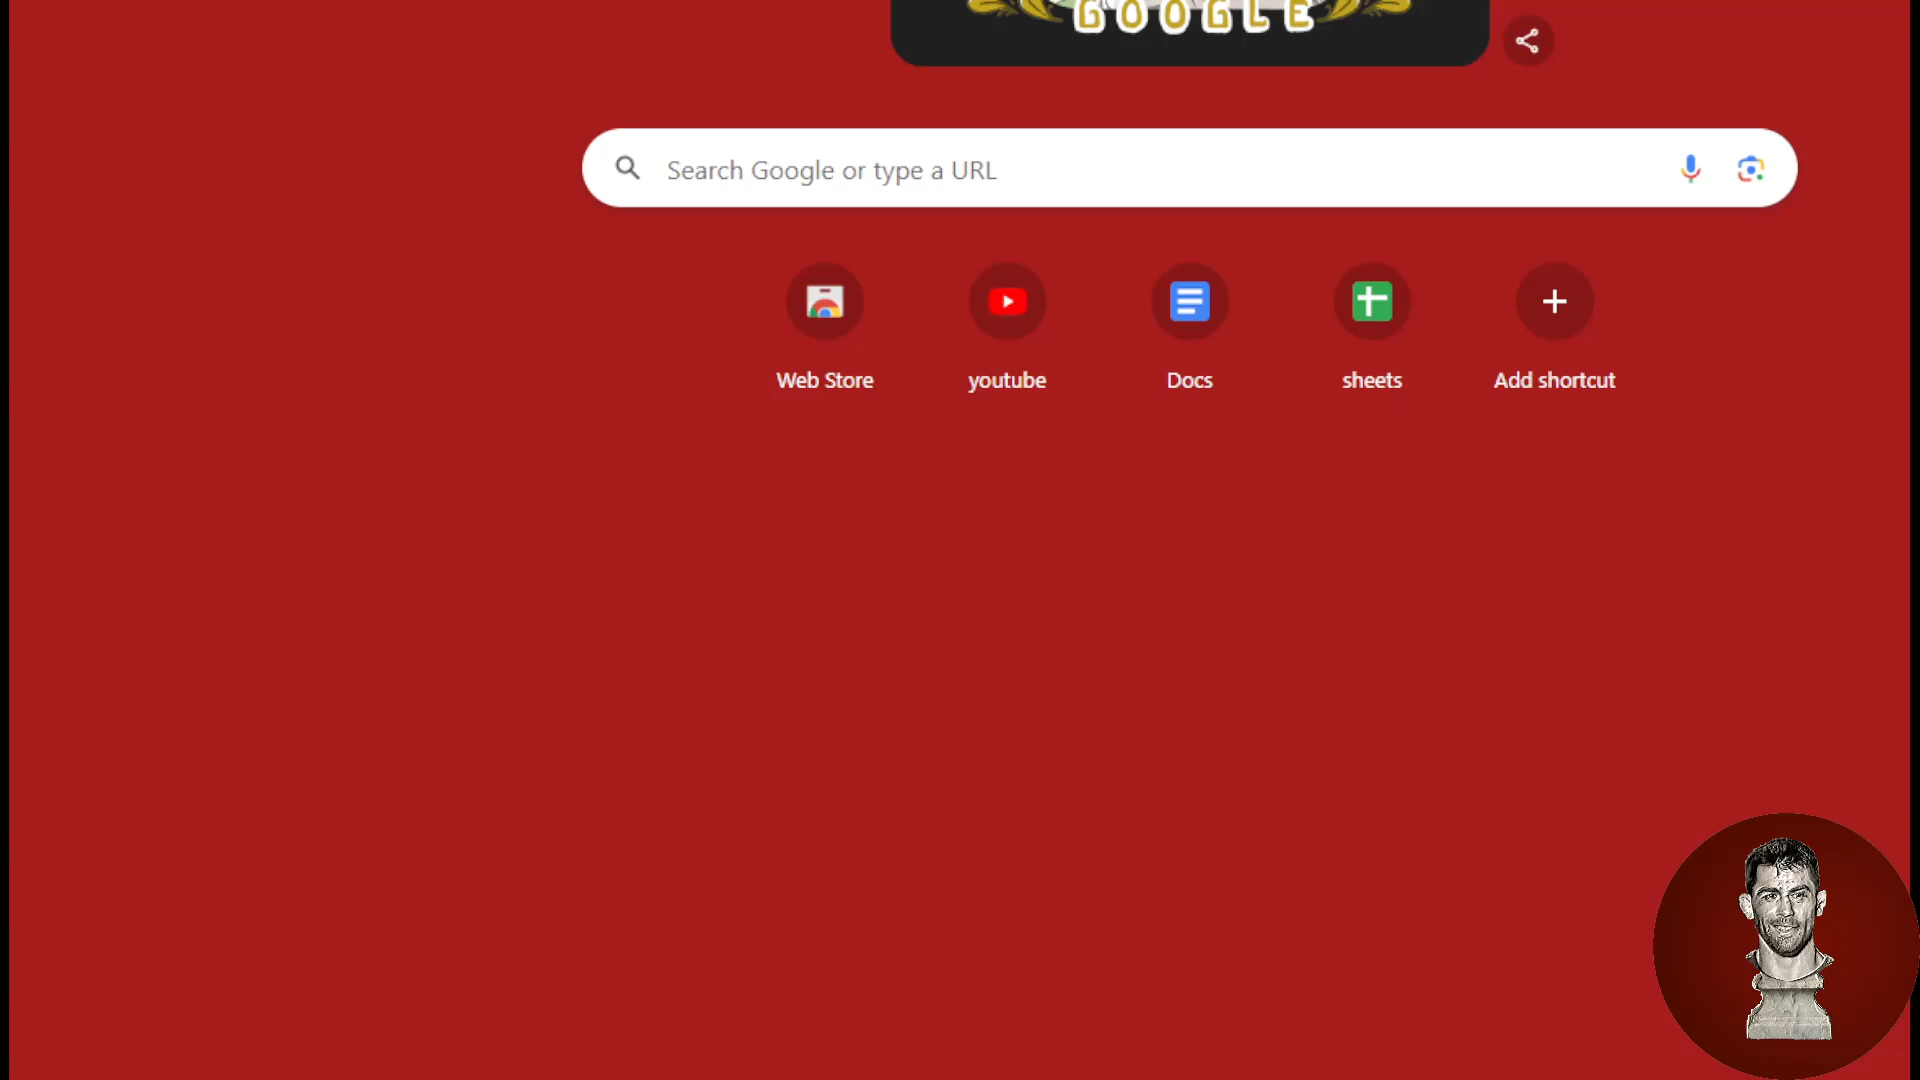 GOOGLE
Search Google or type a URL
Web Store
youtube
Docs
sheets
Add shortcut